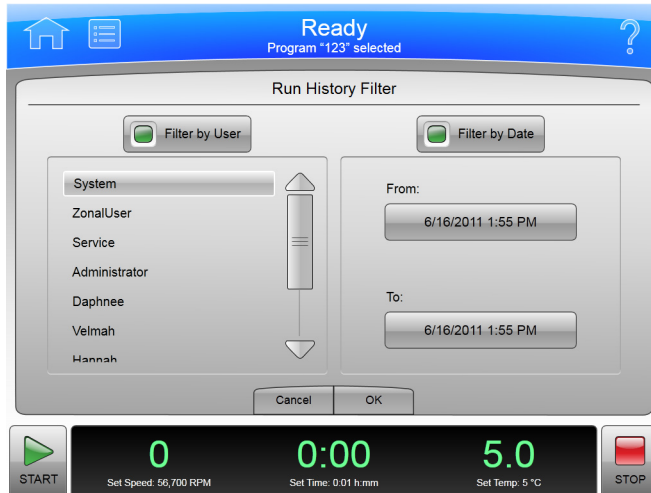 Ready
Program "123" selected
?
Run History Filter
Filter by User
Filter by Date
System
ZonalUser
Service
Administrator
Daphnee
Velmah
Hannah
From:
6/16/2011 1:55 PM
To:
6/16/2011 1:55 PM
Cancel
OK
START
0
Set Speed: 56,700 RPM
0:00
Set Time: 0:01 h:mm
5.0
Set Temp: 5 °C
STOP